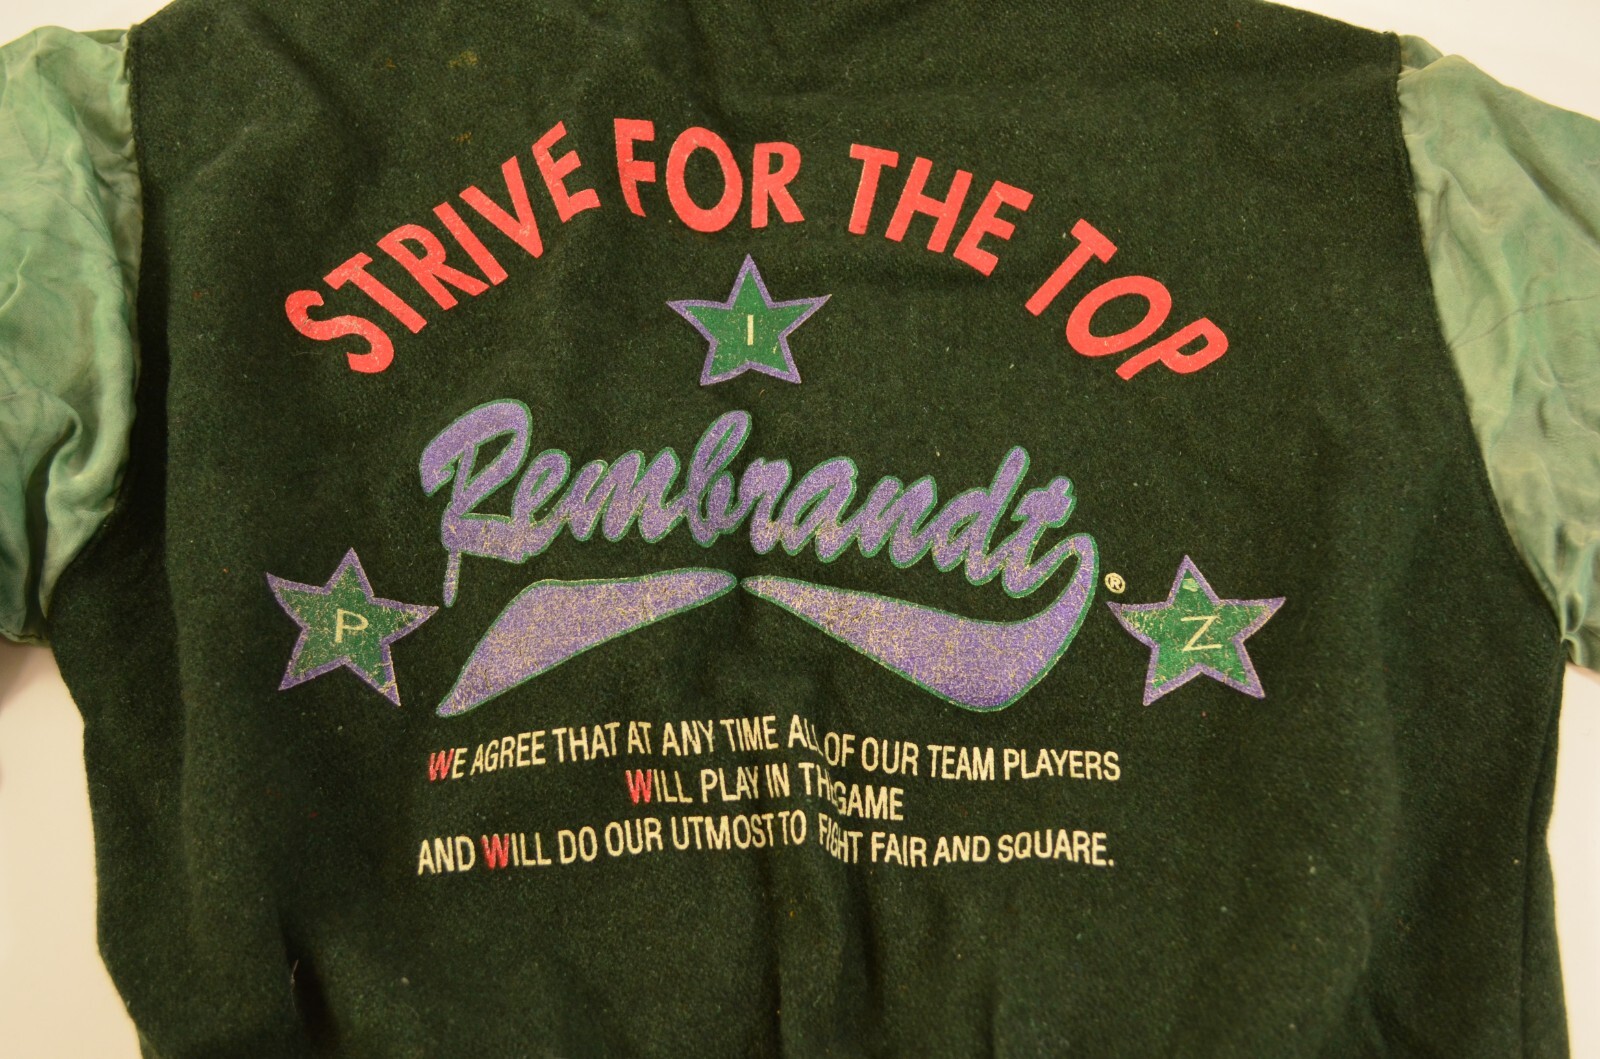 STRIVE FOR THE TOP
I
Rembrandt ®
P
Z
WE AGREE THAT AT ANY TIME ALL OF OUR TEAM PLAYERS
WILL PLAY IN THE GAME
AND WILL DO OUR UTMOST TO FIGHT FAIR AND SQUARE.